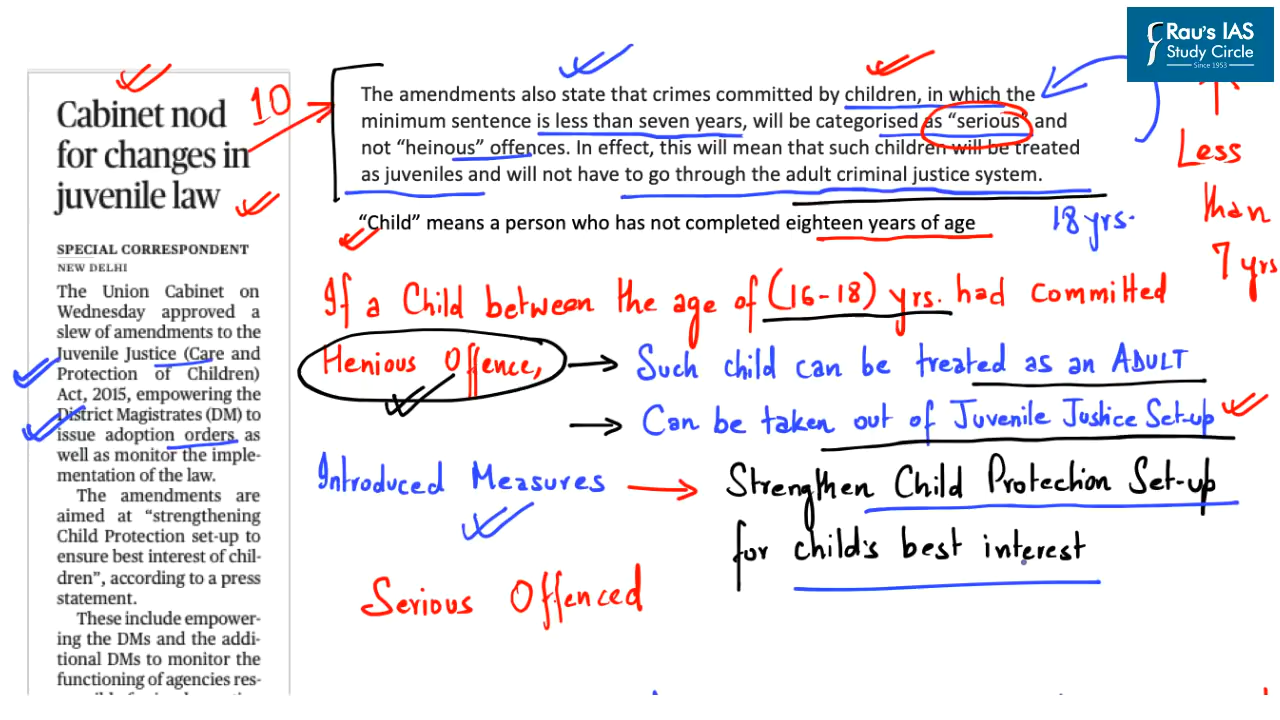 Rau's IAS
Study Circle
Since 1953
Cabinet nod
for changes in
juvenile law
SPECIAL CORRESPONDENT
NEW DELHI
The Union Cabinet on
Wednesday approved a
slew of amendments to the
Juvenile Justice (Care and
Protection of Children)
Act, 2015, empowering the
District Magistrates (DM) to
issue adoption orders as
well as monitor the imple-
mentation of the law.
The amendments are
aimed at “strengthening
Child Protection set-up to
ensure best interest of chil-
dren”, according to a press
statement.
These include empower-
ing the DMs and the addi-
tional DMs to monitor the
functioning of agencies res-
10
The amendments also state that crimes committed by children, in which the
minimum sentence is less than seven years, will be categorised as “serious” and
not “heinous” offences. In effect, this will mean that such children will be treated
as juveniles and will not have to go through the adult criminal justice system.
“Child” means a person who has not completed eighteen years of age
18 yrs.
Less
than
7 yrs
If a Child between the age of (16-18) yrs. had committed
Henious Offence, → Such child can be treated as an ADULT
→ Can be taken out of Juvenile Justice Set-up
Introduced Measures → Strengthen Child Protection Set-up
for child's best interest
Serious Offenced